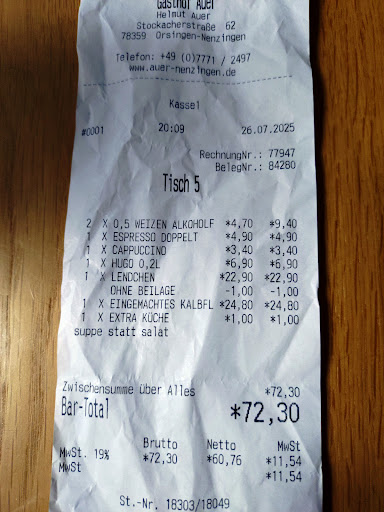 Gasthof Auer
Helmut Auer
Stockacherstraße 62
78359 Orsingen-Nenzingen
Telefon: +49 (0)7771 / 2497
www.auer-nenzingen.de
Kasse1
#0001 20:09 26.07.2025
RechnungNr.: 77947
BelegNr.: 84280
Tisch 5
2 X 0,5 WEIZEN ALKOHOLF *4,70 *9,40
1 X ESPRESSO DOPPELT *4,90 *4,90
1 X CAPPUCCINO *3,40 *3,40
1 X HUGO 0,2L *6,90 *6,90
1 X LENDCHEN *22,90 *22,90
OHNE BEILAGE -1,00 -1,00
1 X EINGEMACHTES KALBFL *24,80 *24,80
1 X EXTRA KÜCHE *1,00 *1,00
suppe statt salat
Zwischensumme über Alles *72,30
Bar-Total *72,30
Brutto Netto MwSt
MwSt. 19% *72,30 *60,76 *11,54
MwSt *11,54
St.-Nr. 18303/18049